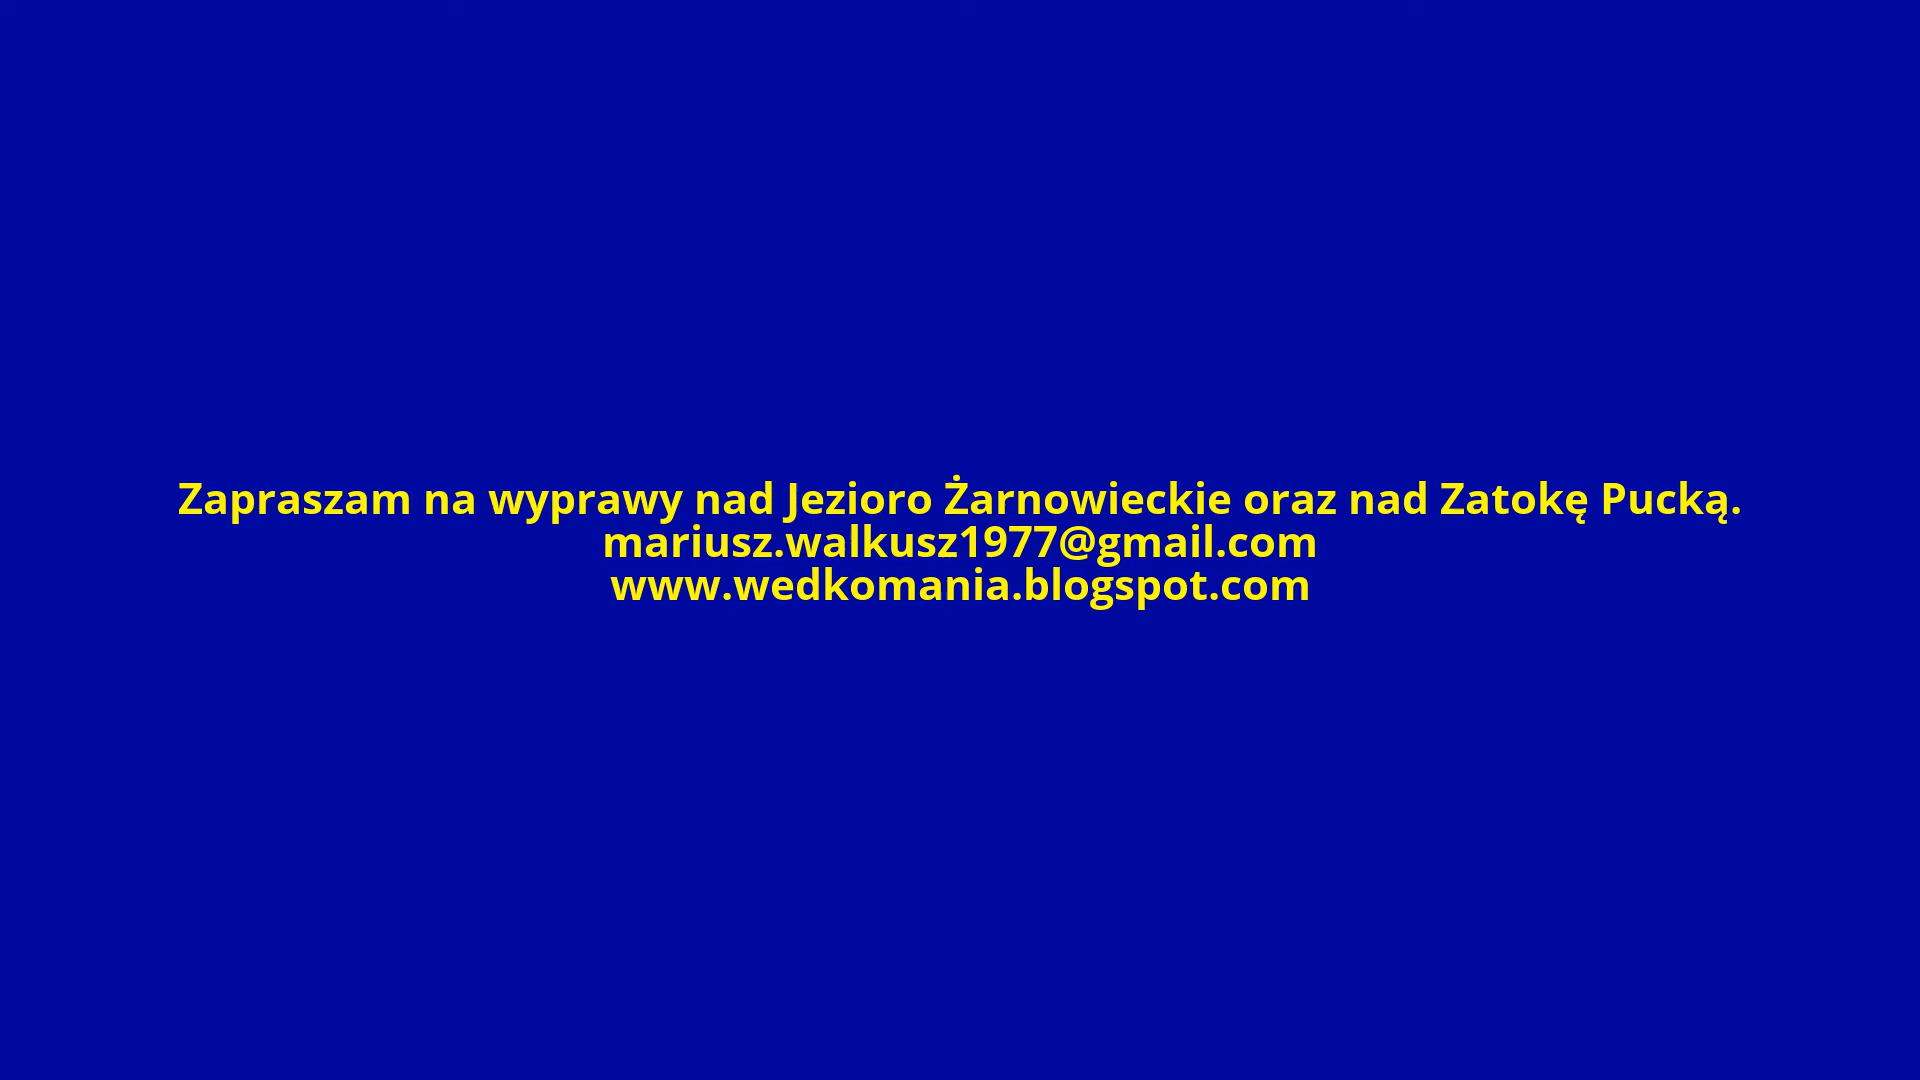 Zapraszam na wyprawy nad Jezioro Żarnowieckie oraz nad Zatokę Pucką.
mariusz.walkusz1977@gmail.com
www.wedkomania.blogspot.com